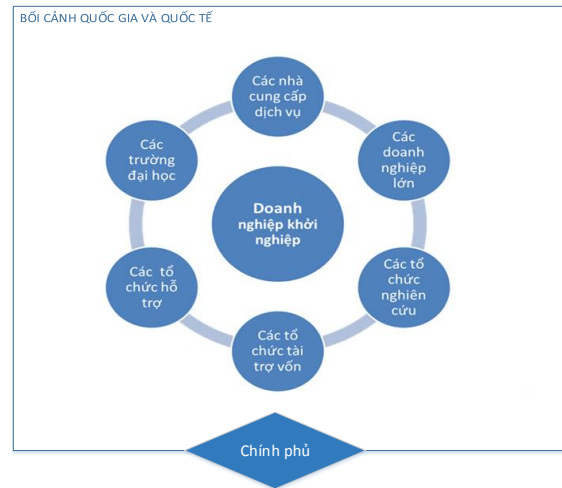 BỐI CẢNH QUỐC GIA VÀ QUỐC TẾ
Các nhà
cung cấp
dịch vụ
Các
doanh
nghiệp
lớn
Các
trường
đại học
Doanh
nghiệp khởi
nghiệp
Các tổ
chức hỗ
trợ
Các tổ
chức
nghiên
cứu
Các tổ
chức tài
trợ vốn
Chính phủ